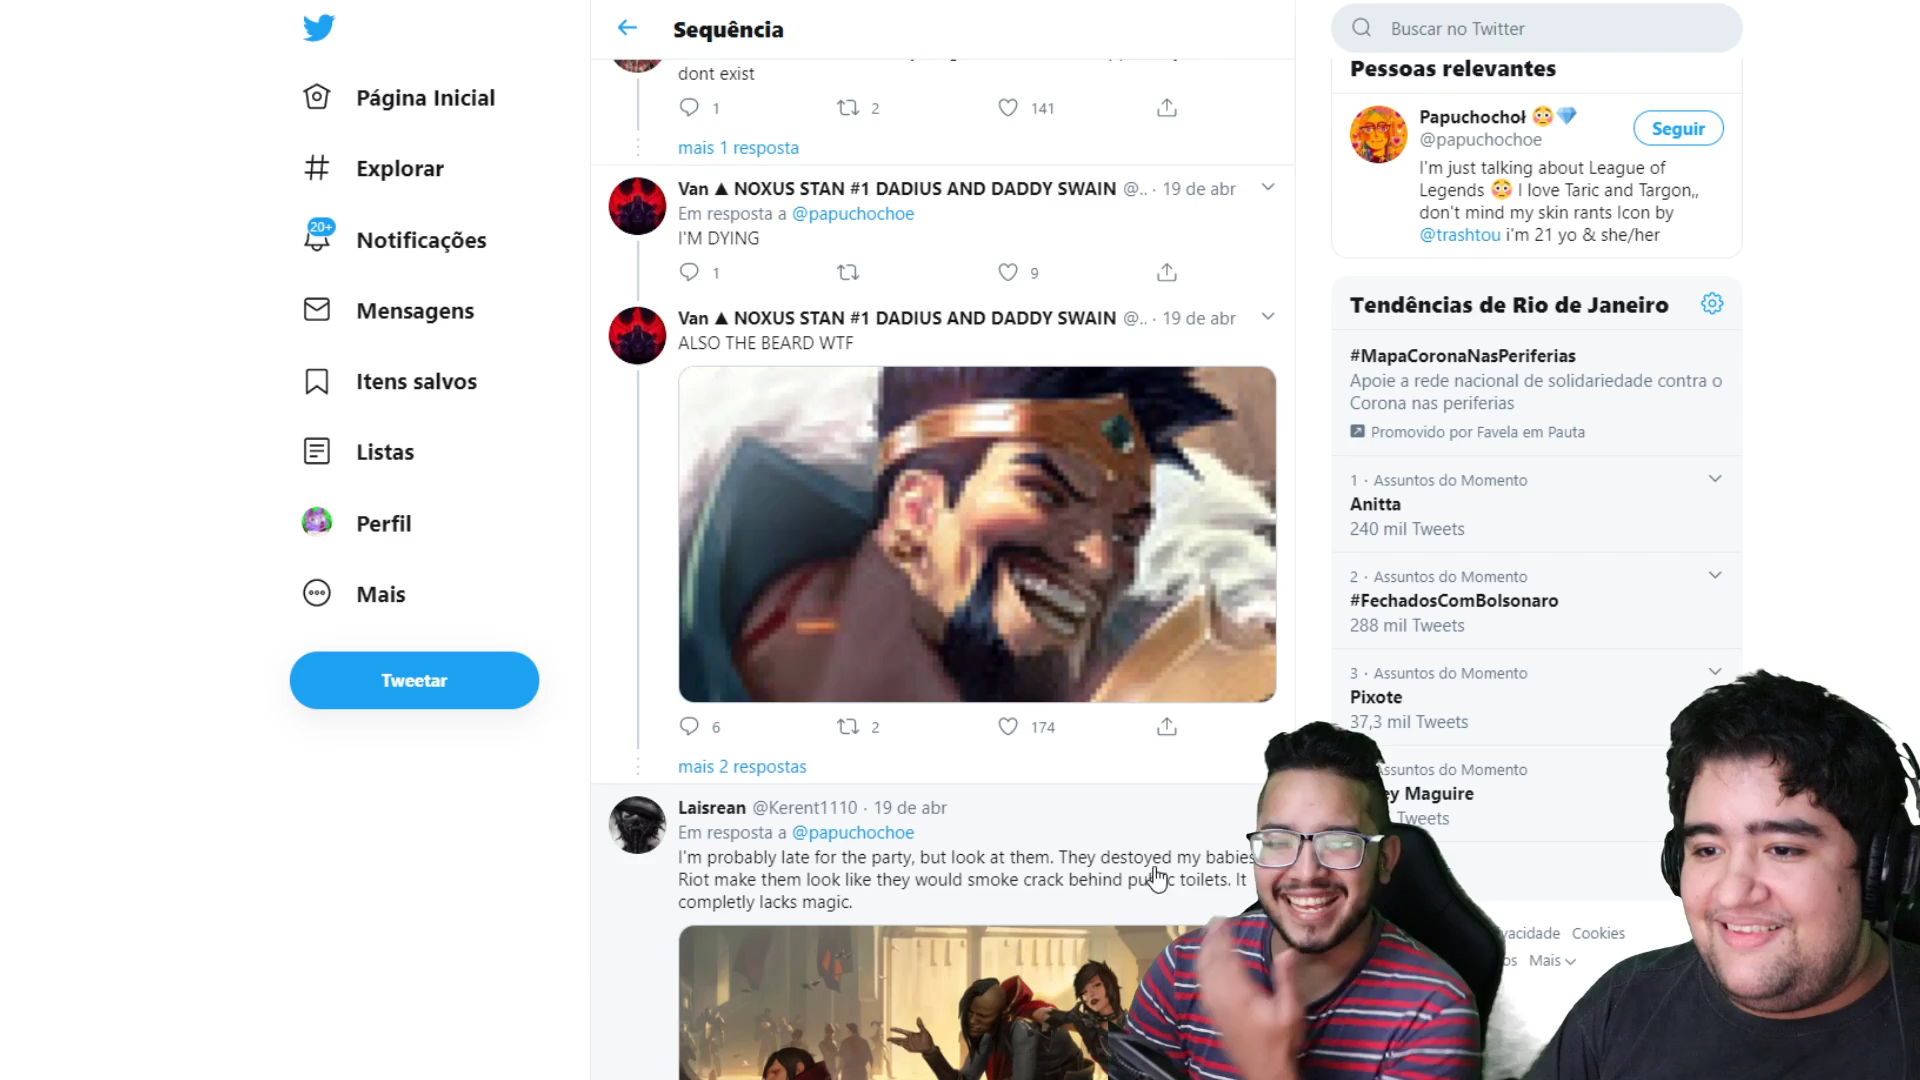 Sequência
Buscar no Twitter
Página Inicial
Explorar
20+
Notificações
Mensagens
Itens salvos
Listas
Perfil
Mais
Tweetar
dont exist
1 2 141
mais 1 resposta
Van ▲ NOXUS STAN #1 DADIUS AND DADDY SWAIN @.. · 19 de abr
Em resposta a @papuchochoe
I'M DYING
1 9
Van ▲ NOXUS STAN #1 DADIUS AND DADDY SWAIN @.. · 19 de abr
ALSO THE BEARD WTF
6 2 174
mais 2 respostas
Laisrean @Kerent1110 · 19 de abr
Em resposta a @papuchochoe
I'm probably late for the party, but look at them. They destoyed my babies
Riot make them look like they would smoke crack behind toilets. It
completly lacks magic.
Pessoas relevantes
Papuchochoł 😳💎
@papuchochoe
Seguir
I'm just talking about League of
Legends 😳 I love Taric and Targon,,
don't mind my skin rants Icon by
@trashtou i'm 21 yo & she/her
Tendências de Rio de Janeiro
#MapaCoronaNasPeriferias
Apoie a rede nacional de solidariedade contra o
Corona nas periferias
Promovido por Favela em Pauta
1 · Assuntos do Momento
Anitta
240 mil Tweets
2 · Assuntos do Momento
#FechadosComBolsonaro
288 mil Tweets
3 · Assuntos do Momento
Pixote
37,3 mil Tweets
do Momento
Maguire
Tweets
Cookies
Mais